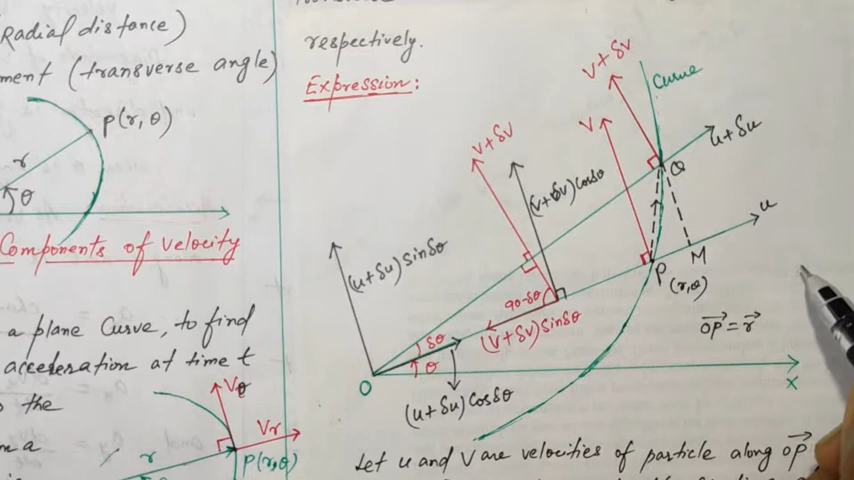 (Radial distance)
ment (transverse angle)
P(r, θ)
r
θ
Components of velocity
a plane Curve, to find
acceleration at time t
the
m a
Vθ
Vr
r
P(r,θ)
respectively.
Expression:
V+δV
Curve
V
u+δu
V+δV
(V+δV)cosδθ
Q
u
(u+δu)sinδθ
P
M
(r,θ)
90-δθ
(V+δV)sinδθ
OP = r
δθ
θ
O
X
(u+δu)cosδθ
Let u and V are velocities of particle along OP